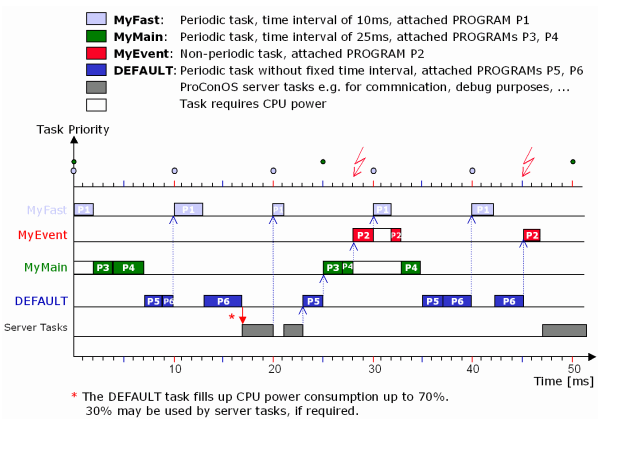 MyFast: Periodic task, time interval of 10ms, attached PROGRAM P1
MyMain: Periodic task, time interval of 25ms, attached PROGRAMs P3, P4
MyEvent: Non-periodic task, attached PROGRAM P2
DEFAULT: Periodic task without fixed time interval, attached PROGRAMs P5, P6
ProConOS server tasks e.g. for commnication, debug purposes, ...
Task requires CPU power
Task Priority
MyFast P1 P1 P1 P1 P1
MyEvent P2 P2 P2
MyMain P3 P4 P3 P4 P4
DEFAULT P5 P6 P6 P5 P5 P6 P6
*
Server Tasks
10 20 30 40 50
Time [ms]
* The DEFAULT task fills up CPU power consumption up to 70%.
30% may be used by server tasks, if required.